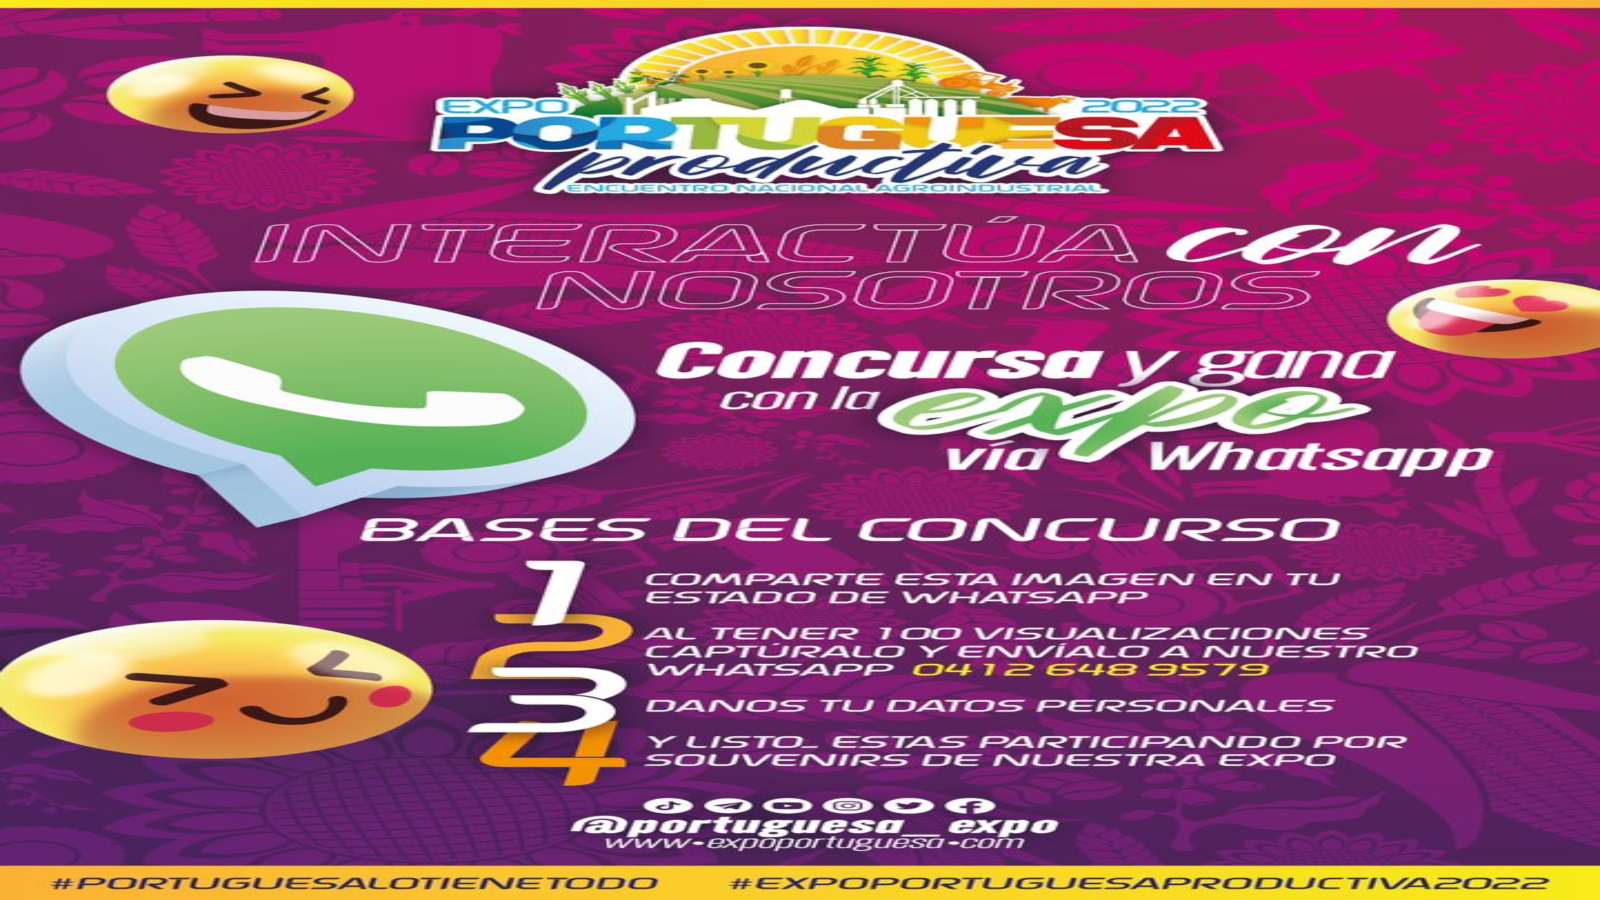 EXPO 2022
PORTUGUESA
productiva
ENCUENTRO NACIONAL AGROINDUSTRIAL
INTERACTÚA con
NOSOTROS
Concursa y gana
con la expo
vía Whatsapp
BASES DEL CONCURSO
1 COMPARTE ESTA IMAGEN EN TU
ESTADO DE WHATSAPP
2 AL TENER 100 VISUALIZACIONES
CAPTÚRALO Y ENVÍALO A NUESTRO
WHATSAPP 0412 648 9579
3 DANOS TU DATOS PERSONALES
4 Y LISTO... ESTAS PARTICIPANDO POR
SOUVENIRS DE NUESTRA EXPO
@portuguesa_expo
www.expoportuguesa.com
#PORTUGUESALOTIENETODO #EXPOPORTUGUESAPRODUCTIVA2022